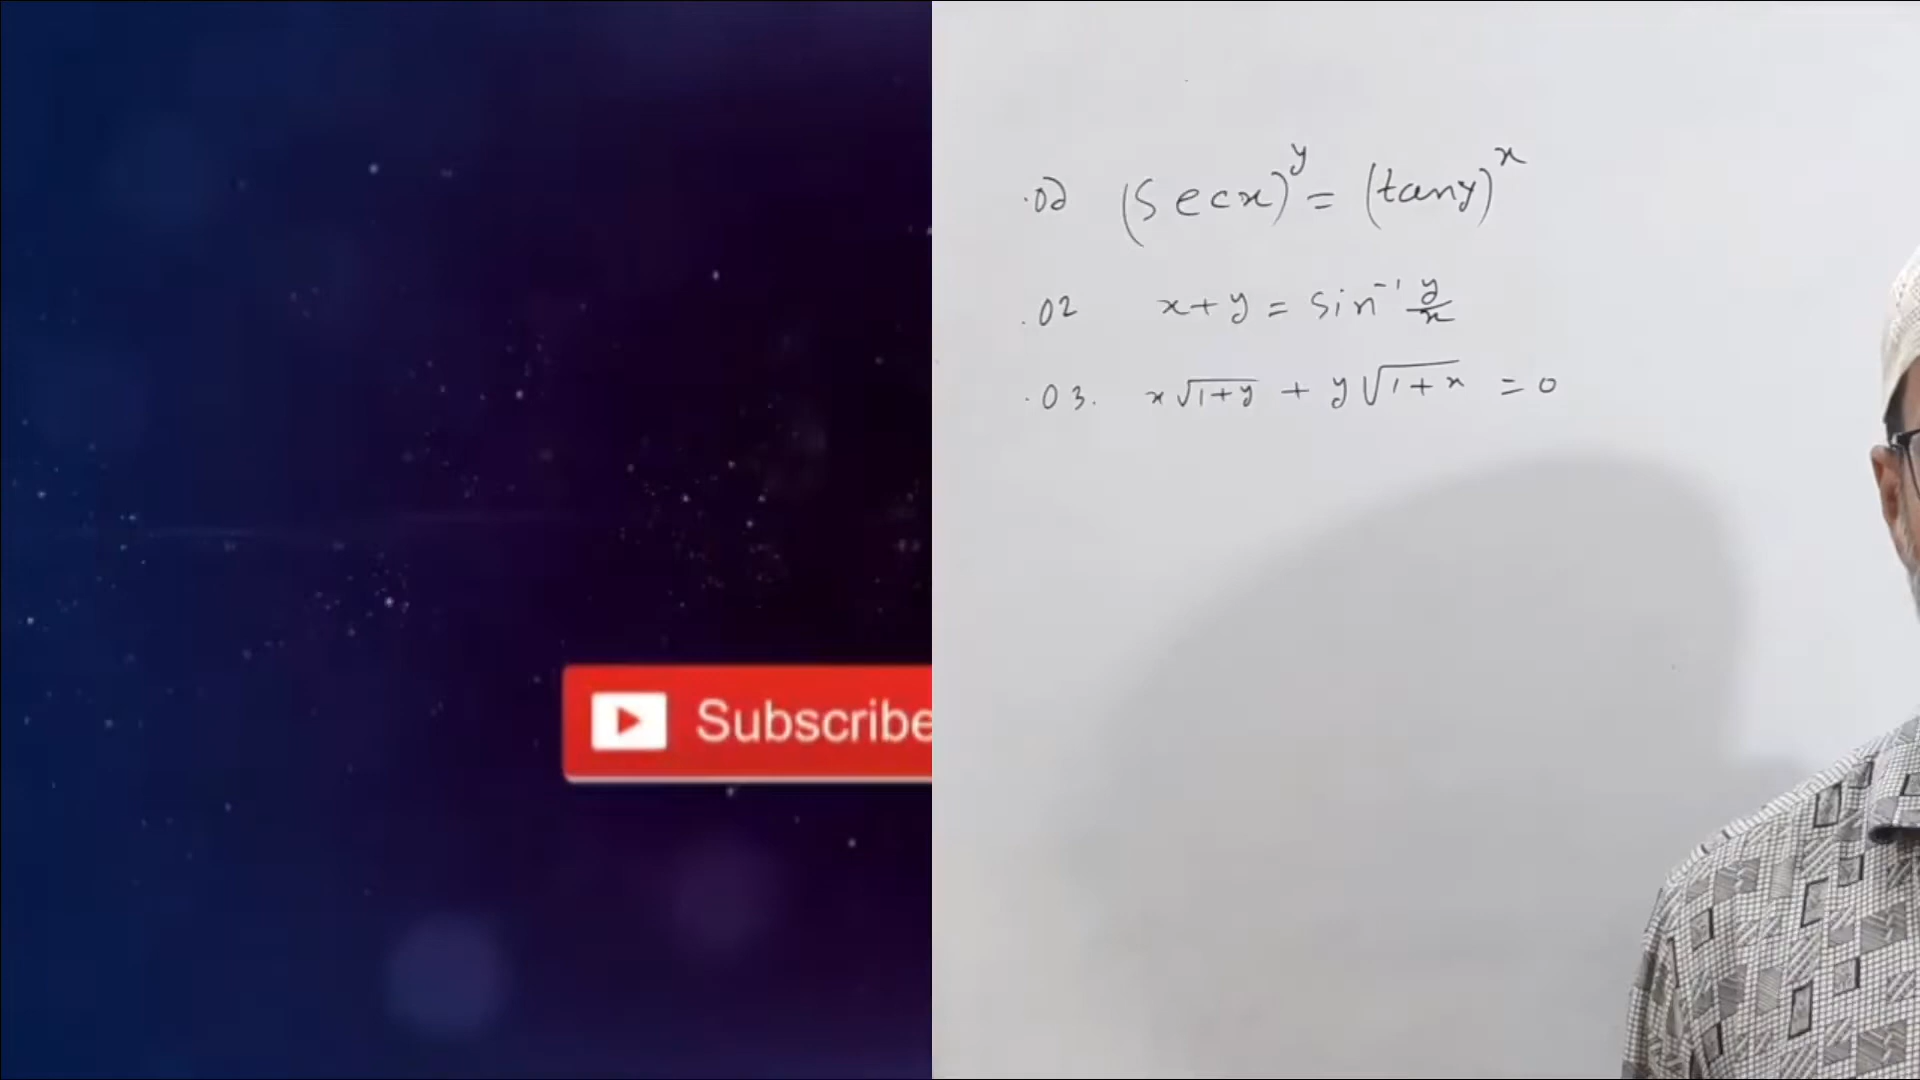 Subscribe
.01 (Secx)^y = (tany)^x
.02 x+y = Sin⁻¹ y/x
.03. x√1+y + y√1+x = 0